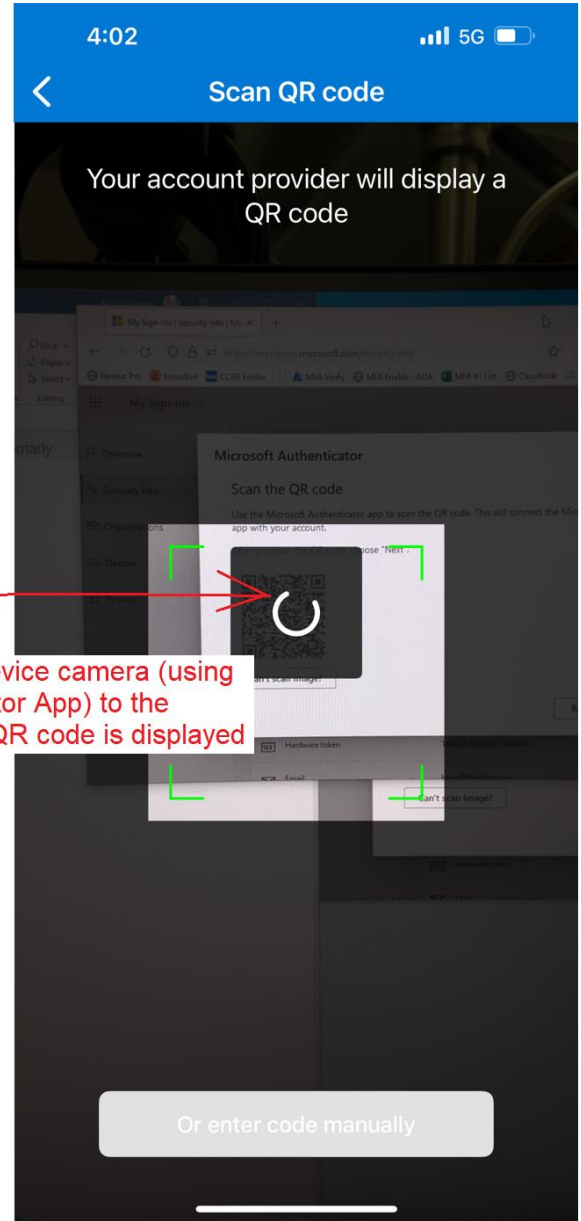 4:02
5G
Scan QR code
Your account provider will display a
QR code
My Sign-Ins | Security info | Mic
https://mysignins.microsoft.com/security-info
Find
Replace
Select
Editing
Nessus Pro
KnowBe4
MFA Verify
MFA Enable - ADA
MFA #1 List
Cloudlock
My Sign-Ins
Overview
Microsoft Authenticator
Security info
Scan the QR code
Use the Microsoft Authenticator app to scan the QR code. This will connect the Mic
Organizations
app with your account.
Devices
Privacy
vice camera (using
tor App) to the
QR code is displayed
Can't scan image?
Hardware token
Email
Can't scan image?
Hardware token
Or enter code manually